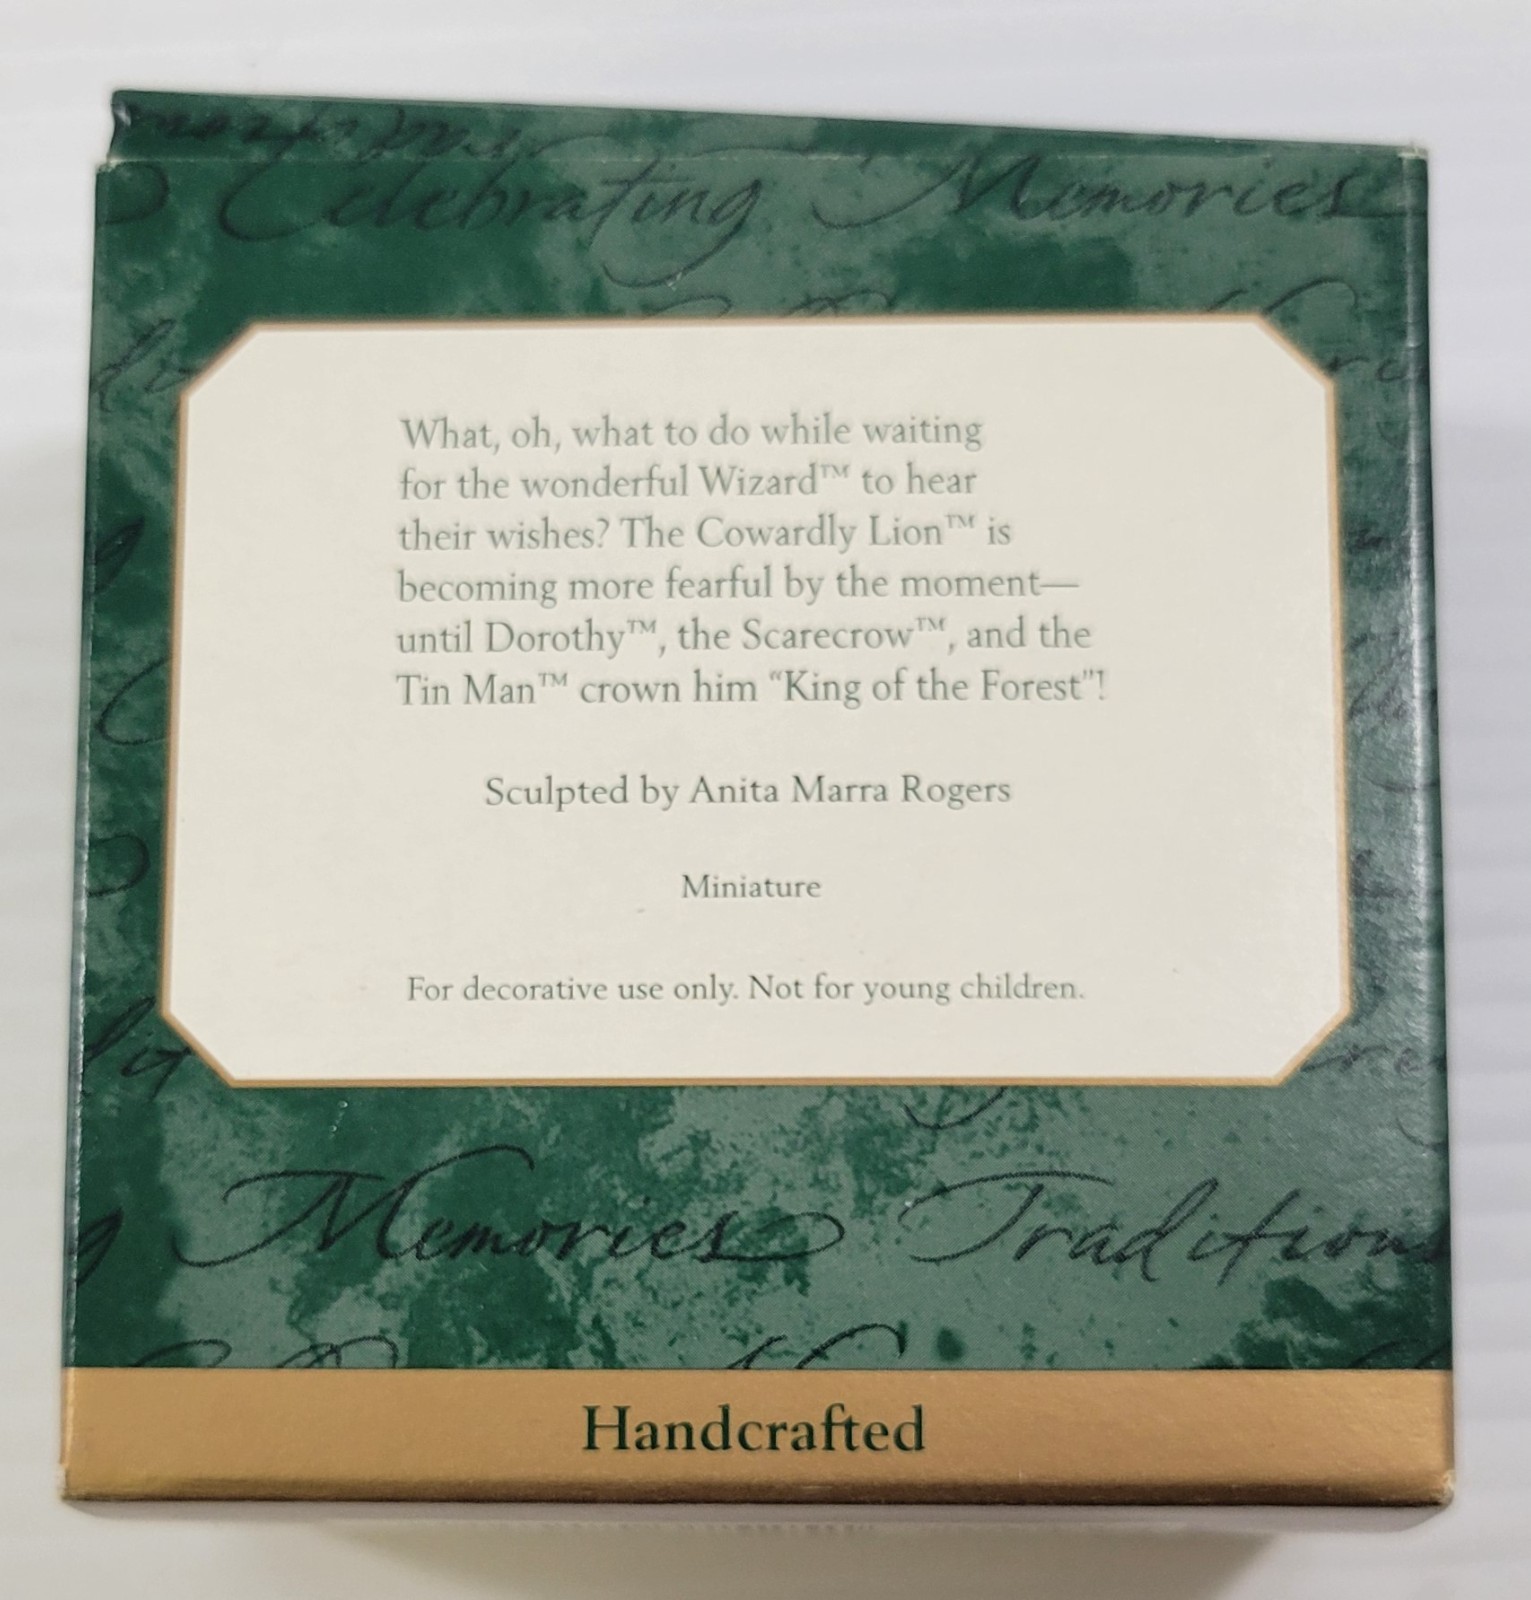 Celebrating Memories
What, oh, what to do while waiting
for the wonderful Wizard™ to hear
their wishes? The Cowardly Lion™ is
becoming more fearful by the moment—
until Dorothy™, the Scarecrow™, and the
Tin Man™ crown him “King of the Forest”!
Sculpted by Anita Marra Rogers
Miniature
For decorative use only. Not for young children.
Memories Traditions
Handcrafted